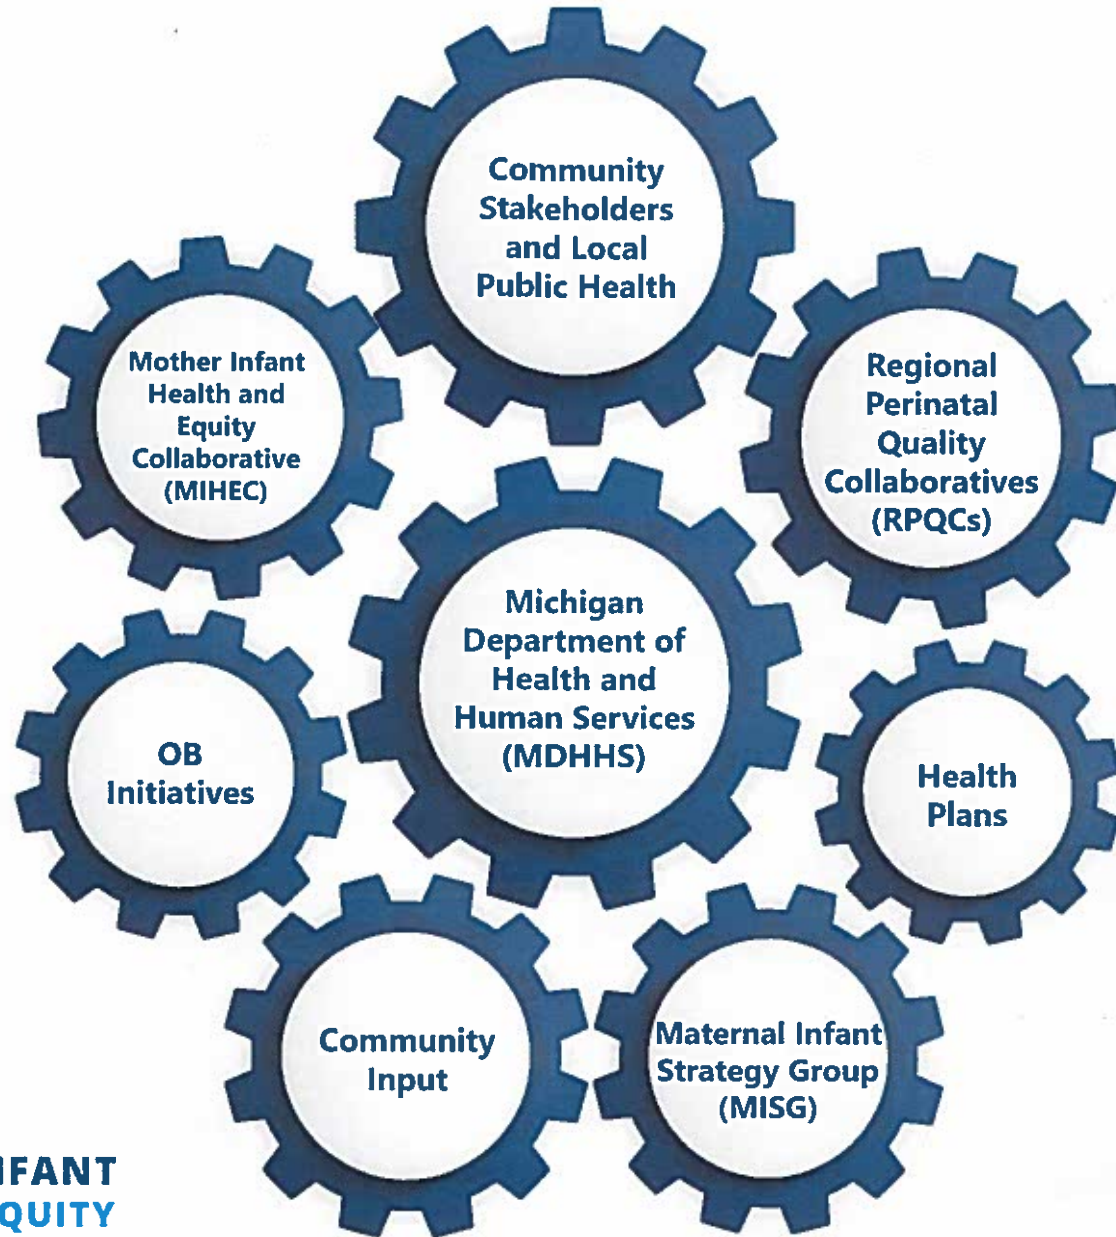 Community
Stakeholders
and Local
Public Health
Mother Infant
Health and
Equity
Collaborative
(MIHEC)
Regional
Perinatal
Quality
Collaboratives
(RPQCs)
Michigan
Department of
Health and
Human Services
(MDHHS)
OB
Initiatives
Health
Plans
Community
Input
Maternal Infant
Strategy Group
(MISG)
NFANT
QUITY